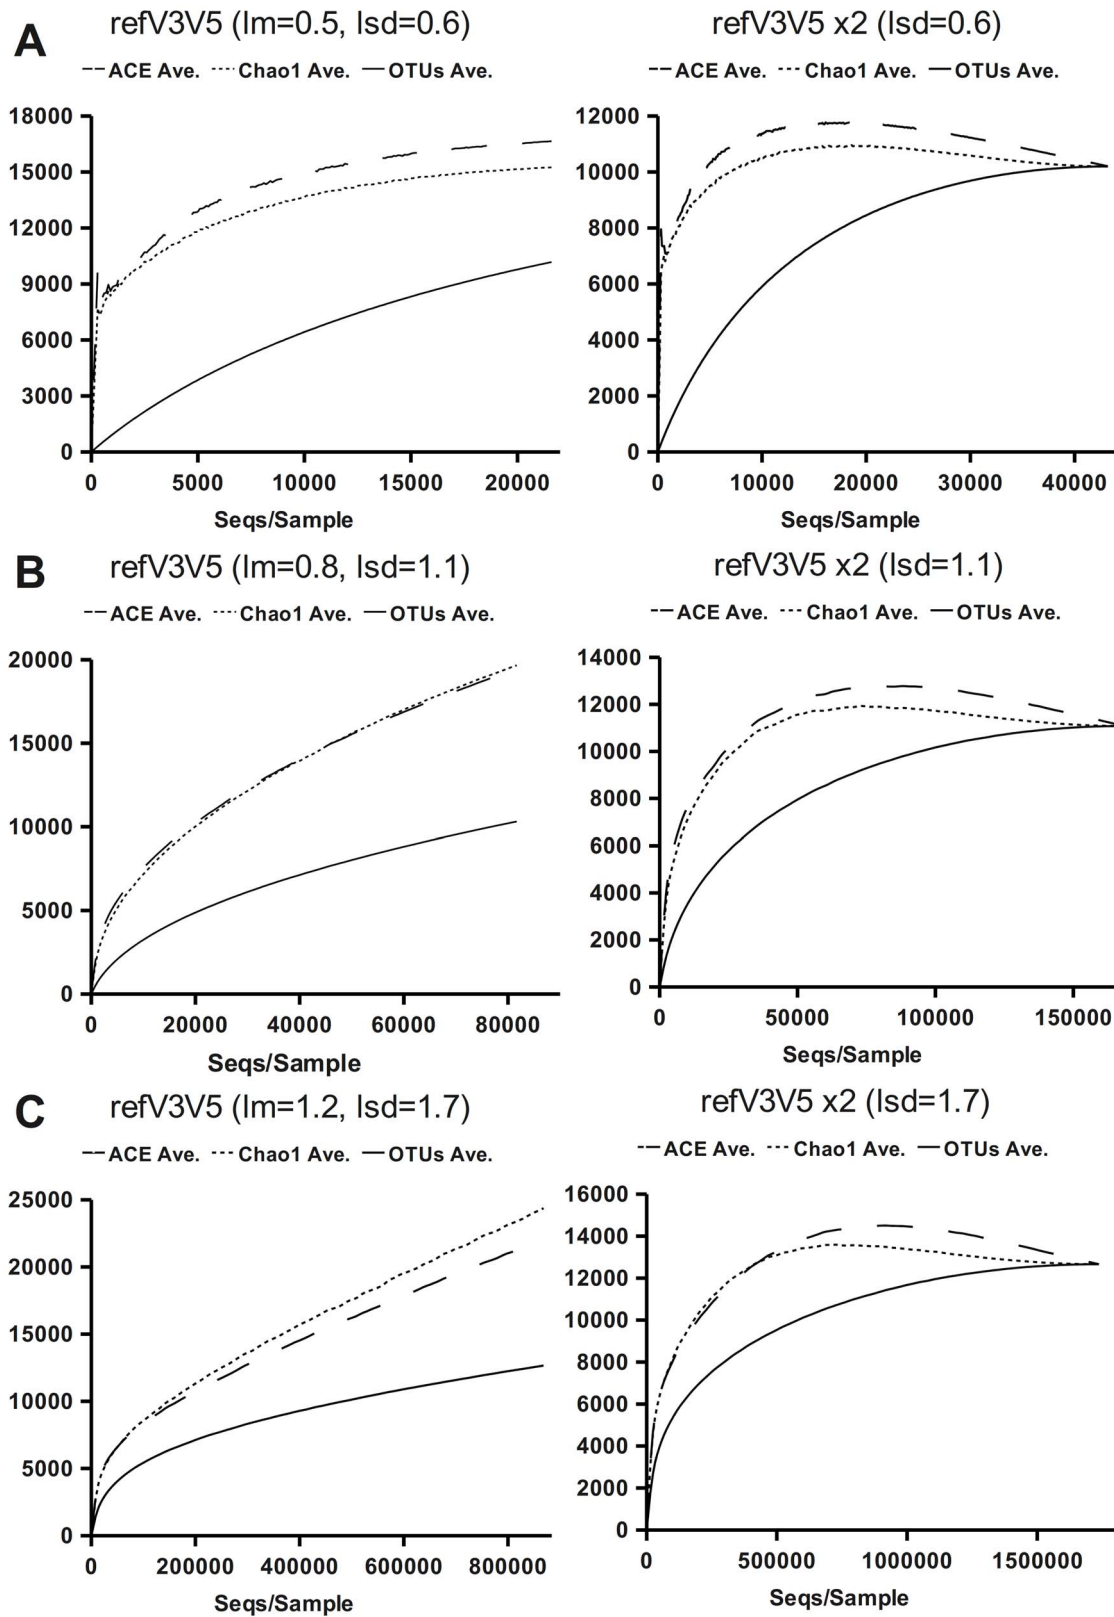 A
refV3V5 (lm=0.5, lsd=0.6)
ACE Ave. Chao1 Ave. OTUs Ave.
18000
15000
12000
9000
6000
3000
0
0 5000 10000 15000 20000
Seqs/Sample
refV3V5 x2 (lsd=0.6)
ACE Ave. Chao1 Ave. OTUs Ave.
12000
10000
8000
6000
4000
2000
0
0 10000 20000 30000 40000
Seqs/Sample
B
refV3V5 (lm=0.8, lsd=1.1)
ACE Ave. Chao1 Ave. OTUs Ave.
20000
15000
10000
5000
0
0 20000 40000 60000 80000
Seqs/Sample
refV3V5 x2 (lsd=1.1)
ACE Ave. Chao1 Ave. OTUs Ave.
14000
12000
10000
8000
6000
4000
2000
0
0 50000 100000 150000
Seqs/Sample
C
refV3V5 (lm=1.2, lsd=1.7)
ACE Ave. Chao1 Ave. OTUs Ave.
25000
20000
15000
10000
5000
0
0 200000 400000 600000 800000
Seqs/Sample
refV3V5 x2 (lsd=1.7)
ACE Ave. Chao1 Ave. OTUs Ave.
16000
14000
12000
10000
8000
6000
4000
2000
0
0 500000 1000000 1500000
Seqs/Sample